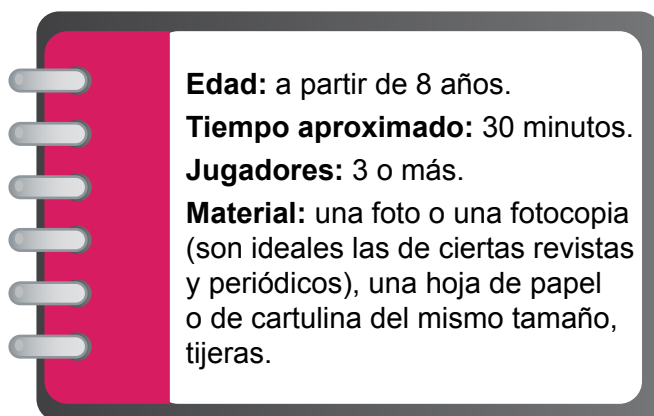 Edad: a partir de 8 años.
Tiempo aproximado: 30 minutos.
Jugadores: 3 o más.
Material: una foto o una fotocopia
(son ideales las de ciertas revistas
y periódicos), una hoja de papel
o de cartulina del mismo tamaño,
tijeras.